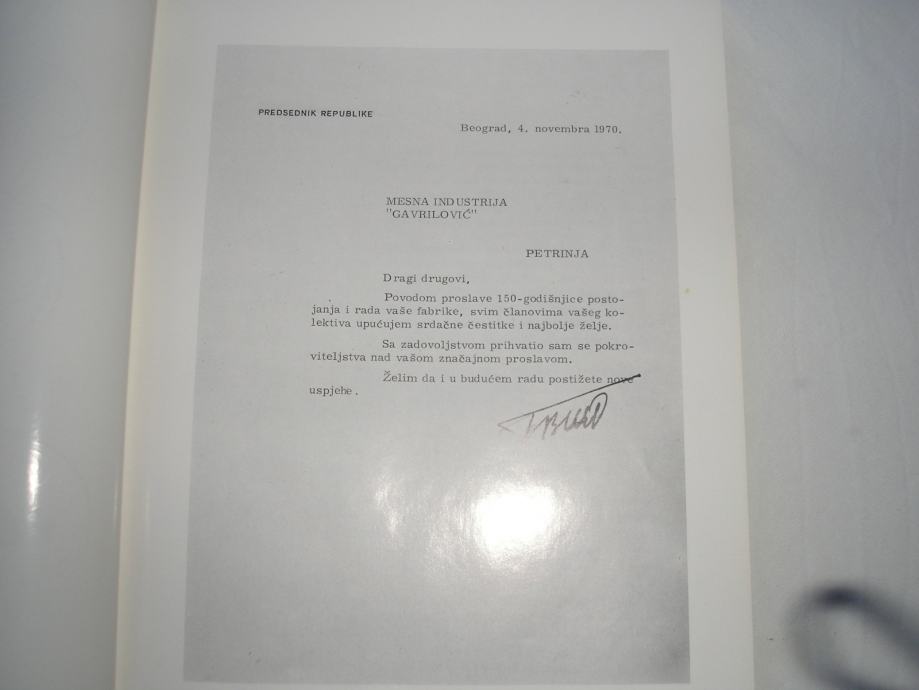 PREDSEDNIK REPUBLIKE
Beograd, 4. novembra 1970.
MESNA INDUSTRIJA
"GAVRILOVIĆ"
PETRINJA
Dragi drugovi,
Povodom proslave 150-godišnjice posto-
janja i rada vaše fabrike, svim članovima vašeg ko-
lektiva upućujem srdačne čestitke i najbolje želje.
Sa zadovoljstvom prihvatio sam se pokro-
viteljstva nad vašom značajnom proslavom.
Želim da i u budućem radu postižete nove
uspjehe.